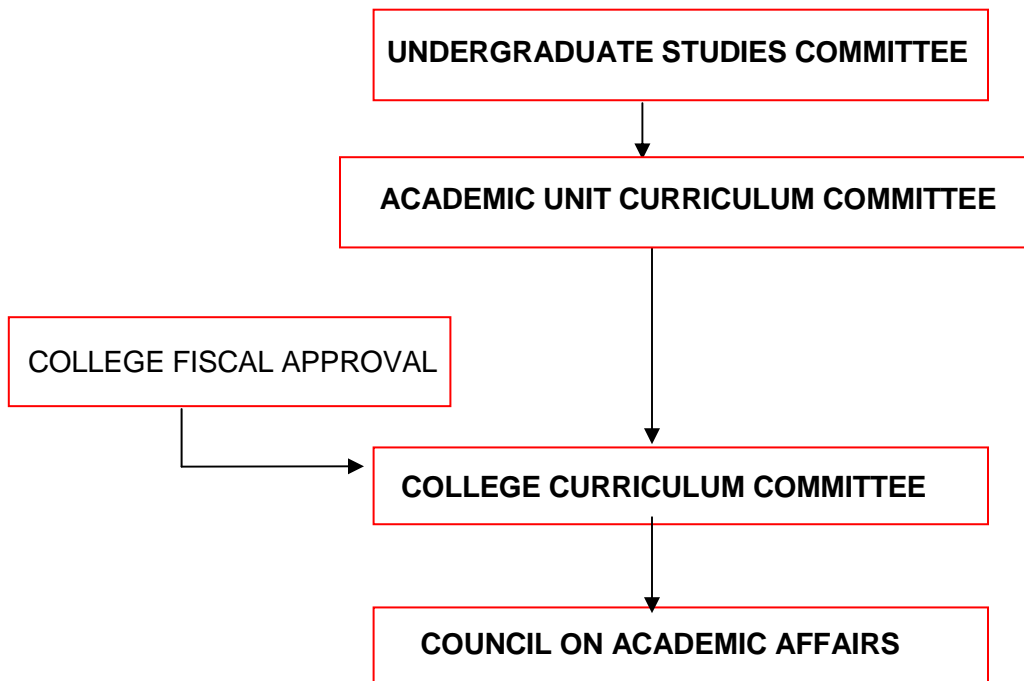 UNDERGRADUATE STUDIES COMMITTEE
ACADEMIC UNIT CURRICULUM COMMITTEE
COLLEGE FISCAL APPROVAL
COLLEGE CURRICULUM COMMITTEE
COUNCIL ON ACADEMIC AFFAIRS